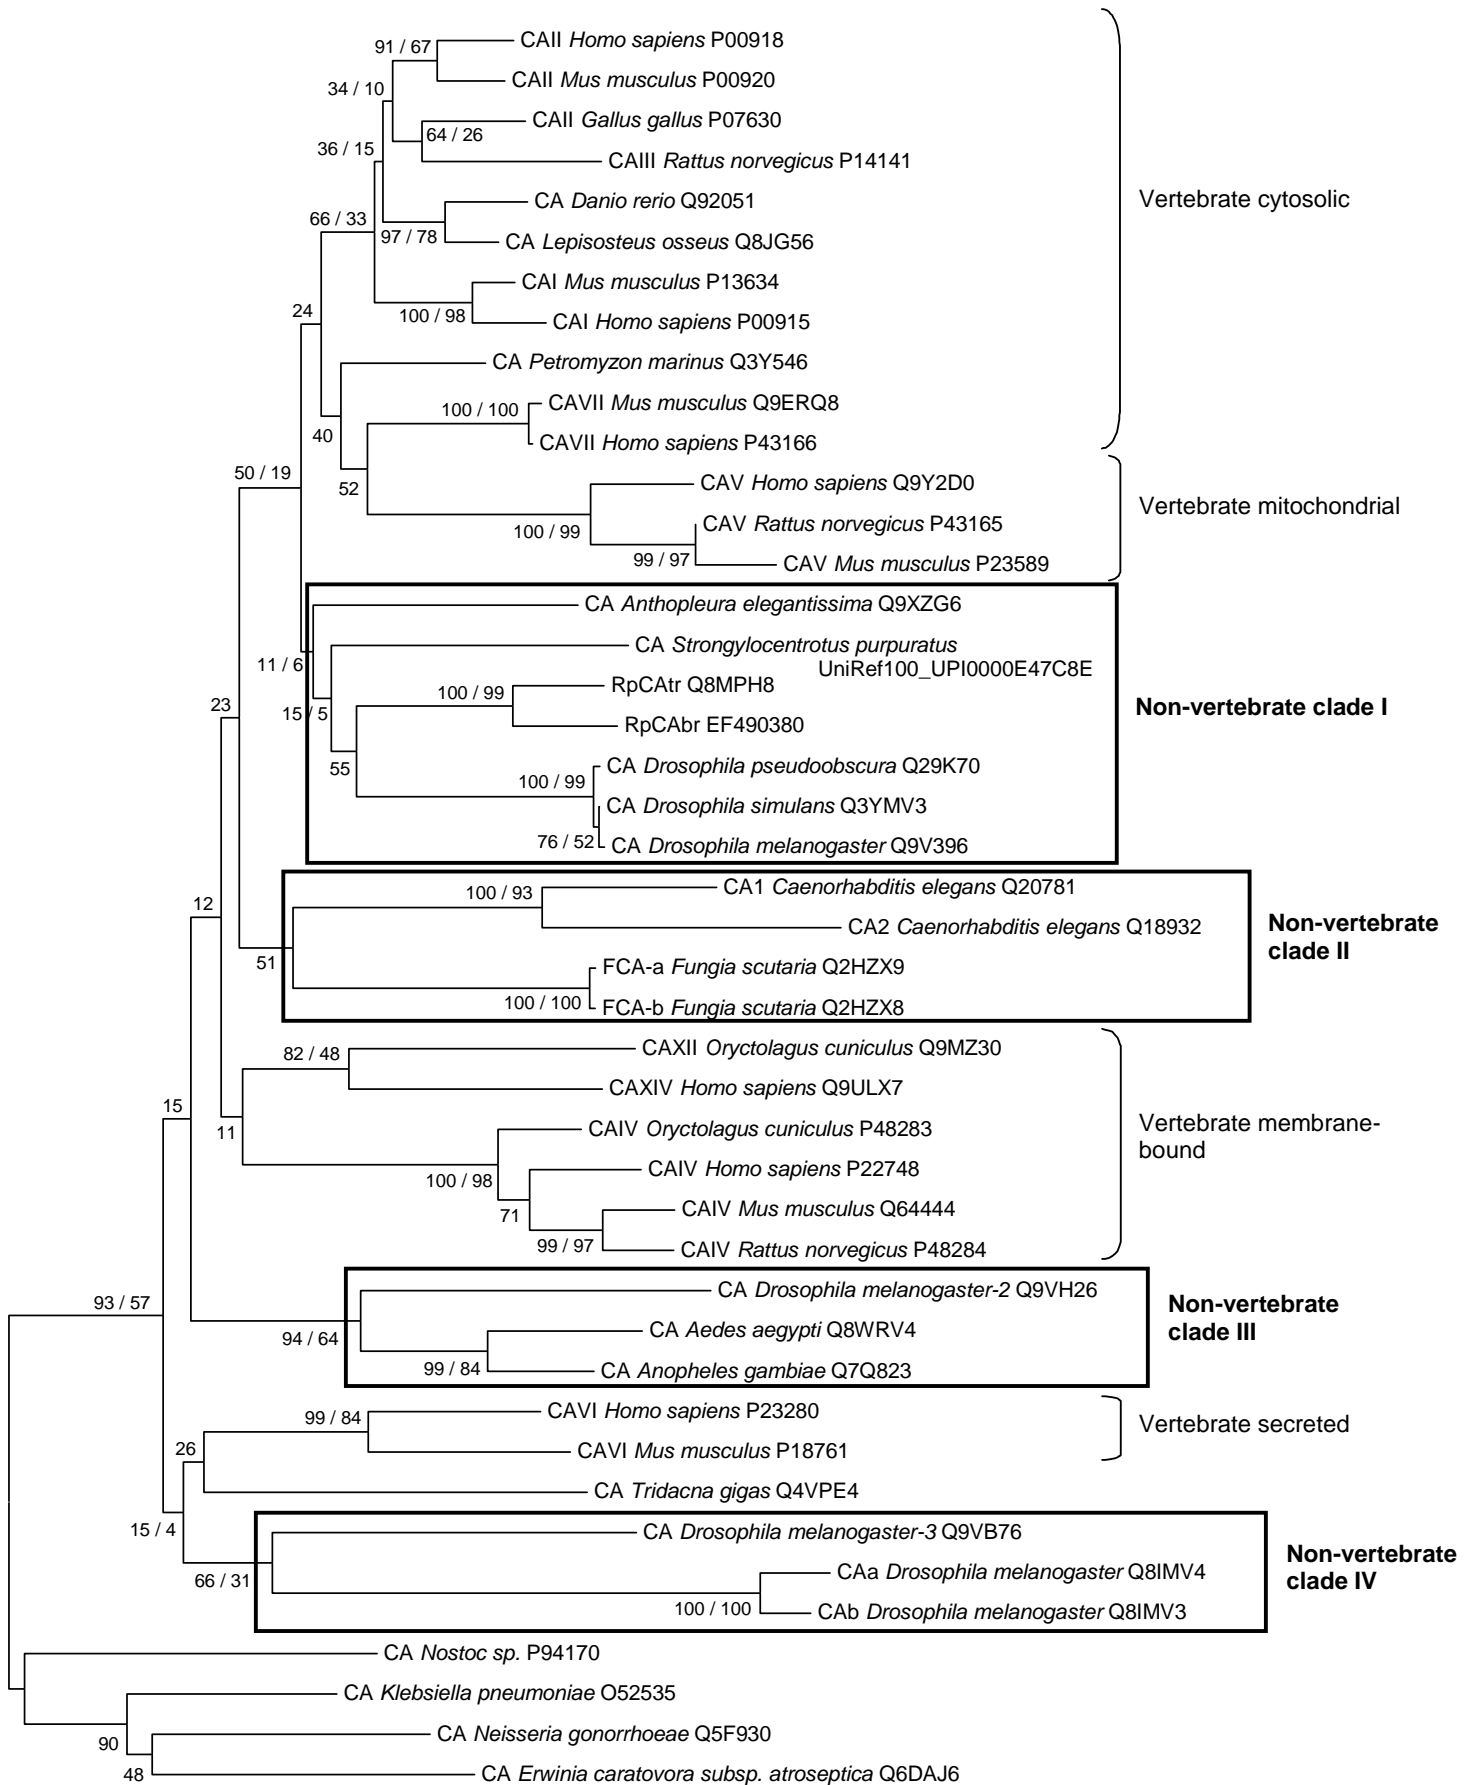 91 / 67
CAII Homo sapiens P00918
CAII Mus musculus P00920
34 / 10
CAII Gallus gallus P07630
64 / 26
36 / 15
CAIII Rattus norvegicus P14141
Vertebrate cytosolic
CA Danio rerio Q92051
66 / 33
97 / 78
CA Lepisosteus osseus Q8JG56
CAI Mus musculus P13634
24
100 / 98
CAI Homo sapiens P00915
CA Petromyzon marinus Q3Y546
100 / 100
CAVII Mus musculus Q9ERQ8
40
CAVII Homo sapiens P43166
50 / 19
52
CAV Homo sapiens Q9Y2D0
Vertebrate mitochondrial
100 / 99
CAV Rattus norvegicus P43165
99 / 97
CAV Mus musculus P23589
CA Anthopleura elegantissima Q9XZG6
CA Strongylocentrotus purpuratus
UniRef100_UPI0000E47C8E
11 / 6
100 / 99
RpCAtr Q8MPH8
Non-vertebrate clade I
23
15 / 5
RpCAbr EF490380
55
100 / 99
CA Drosophila pseudoobscura Q29K70
CA Drosophila simulans Q3YMV3
76 / 52
CA Drosophila melanogaster Q9V396
100 / 93
CA1 Caenorhabditis elegans Q20781
12
CA2 Caenorhabditis elegans Q18932
Non-vertebrate
clade II
51
FCA-a Fungia scutaria Q2HZX9
100 / 100
FCA-b Fungia scutaria Q2HZX8
82 / 48
CAXII Oryctolagus cuniculus Q9MZ30
CAXIV Homo sapiens Q9ULX7
15
11
CAIV Oryctolagus cuniculus P48283
Vertebrate membrane-
bound
100 / 98
CAIV Homo sapiens P22748
71
CAIV Mus musculus Q64444
99 / 97
CAIV Rattus norvegicus P48284
93 / 57
CA Drosophila melanogaster-2 Q9VH26
Non-vertebrate
clade III
94 / 64
CA Aedes aegypti Q8WRV4
99 / 84
CA Anopheles gambiae Q7Q823
99 / 84
CAVI Homo sapiens P23280
Vertebrate secreted
26
CAVI Mus musculus P18761
CA Tridacna gigas Q4VPE4
15 / 4
CA Drosophila melanogaster-3 Q9VB76
Non-vertebrate
clade IV
66 / 31
CAa Drosophila melanogaster Q8IMV4
100 / 100
CAb Drosophila melanogaster Q8IMV3
CA Nostoc sp. P94170
CA Klebsiella pneumoniae O52535
90
CA Neisseria gonorrhoeae Q5F930
48
CA Erwinia caratovora subsp. atroseptica Q6DAJ6